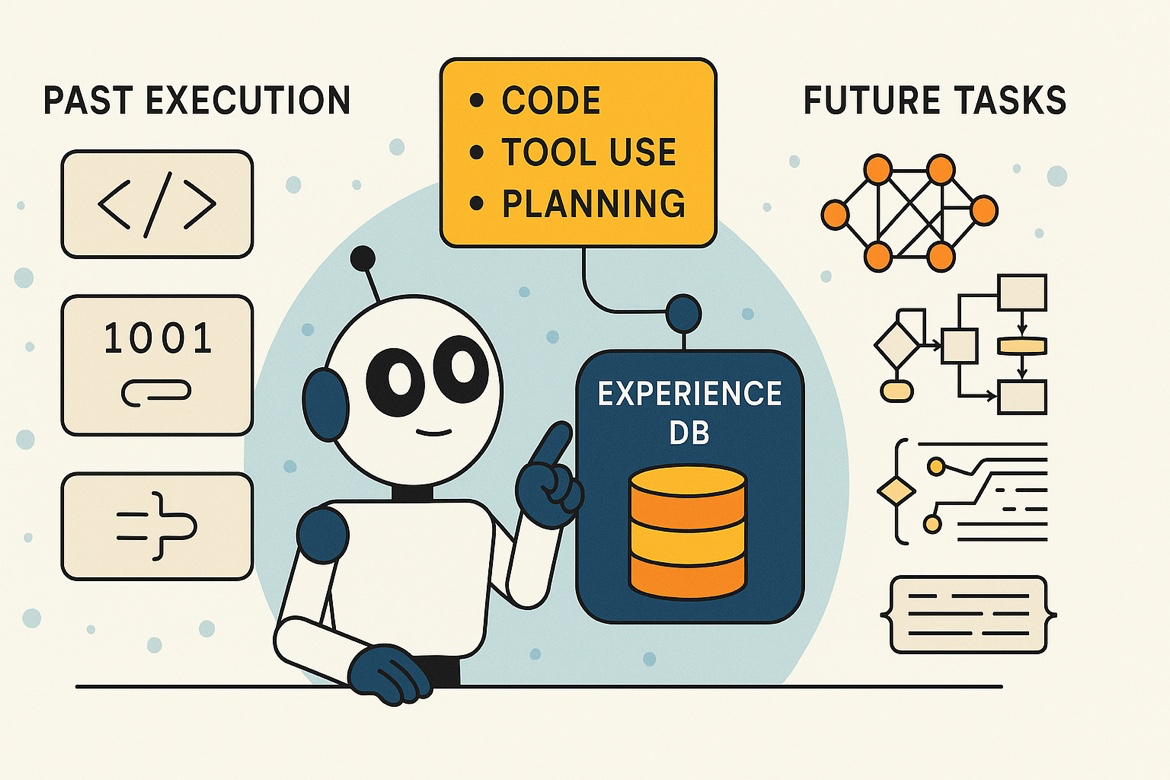 PAST EXECUTION
</>
1001
• CODE
• TOOL USE
• PLANNING
EXPERIENCE
DB
FUTURE TASKS